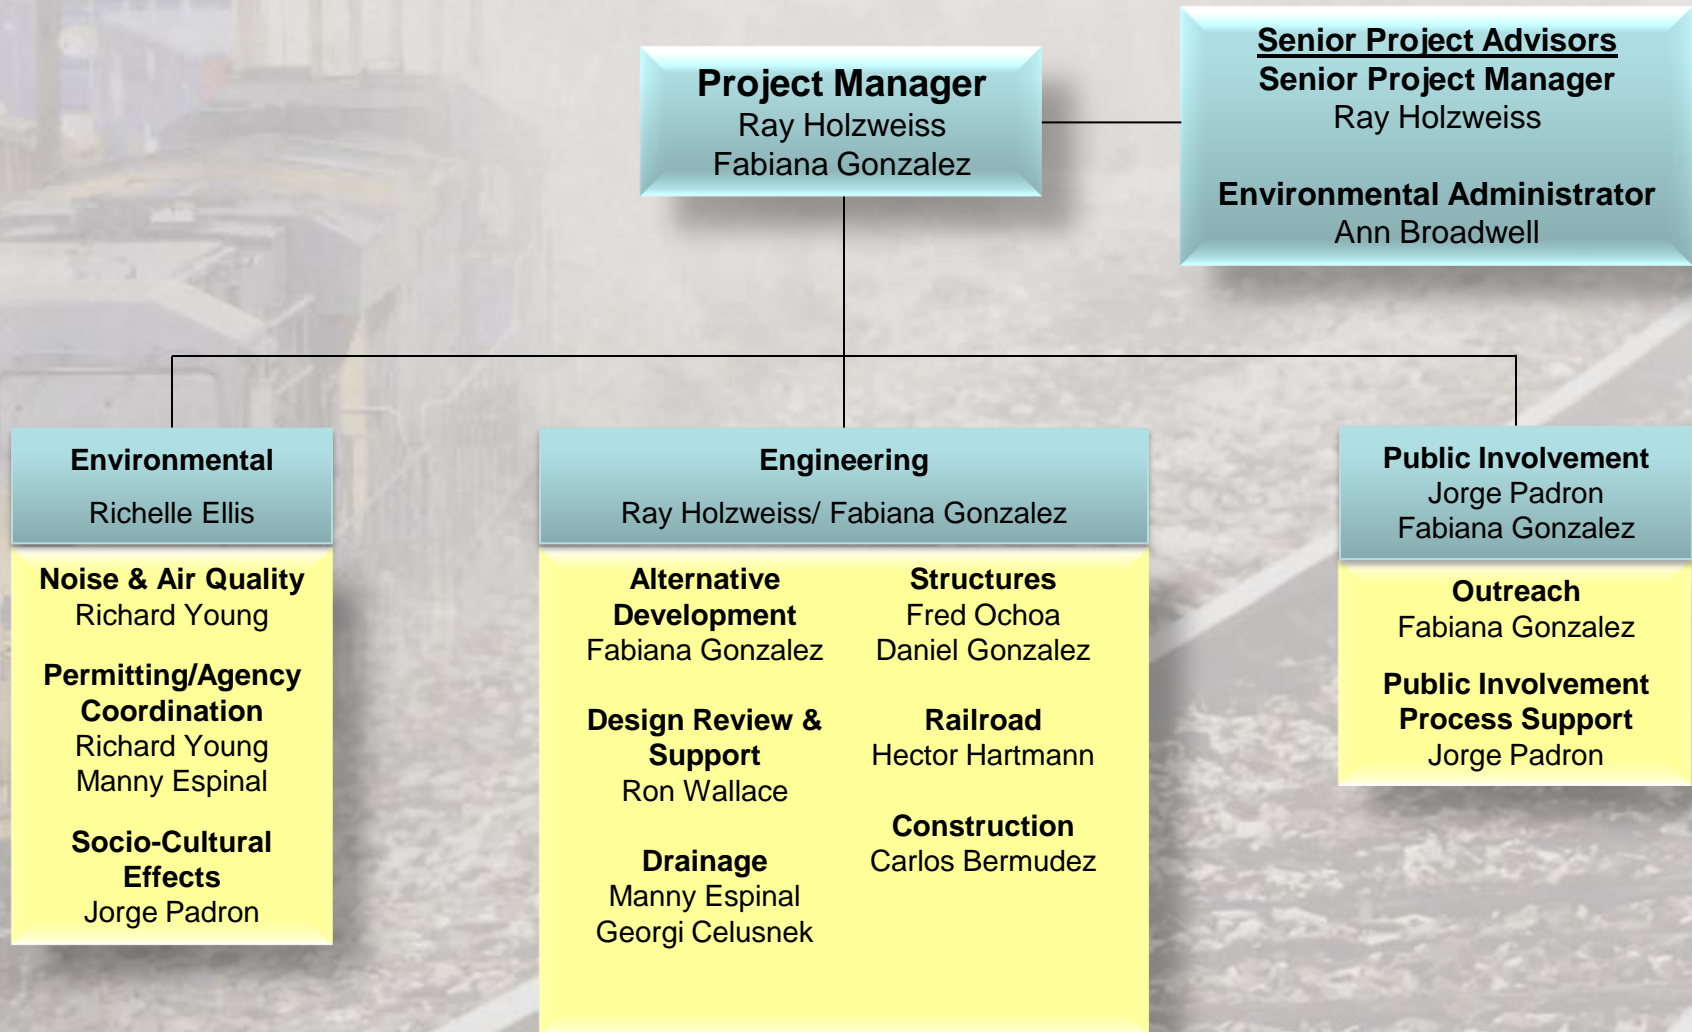 Project Manager
Ray Holzweiss
Fabiana Gonzalez
Senior Project Advisors
Senior Project Manager
Ray Holzweiss
Environmental Administrator
Ann Broadwell
Environmental
Richelle Ellis
Noise & Air Quality
Richard Young
Permitting/Agency
Coordination
Richard Young
Manny Espinal
Socio-Cultural
Effects
Jorge Padron
Engineering
Ray Holzweiss/ Fabiana Gonzalez
Alternative
Development
Fabiana Gonzalez
Design Review &
Support
Ron Wallace
Drainage
Manny Espinal
Georgi Celusnek
Structures
Fred Ochoa
Daniel Gonzalez
Railroad
Hector Hartmann
Construction
Carlos Bermudez
Public Involvement
Jorge Padron
Fabiana Gonzalez
Outreach
Fabiana Gonzalez
Public Involvement
Process Support
Jorge Padron